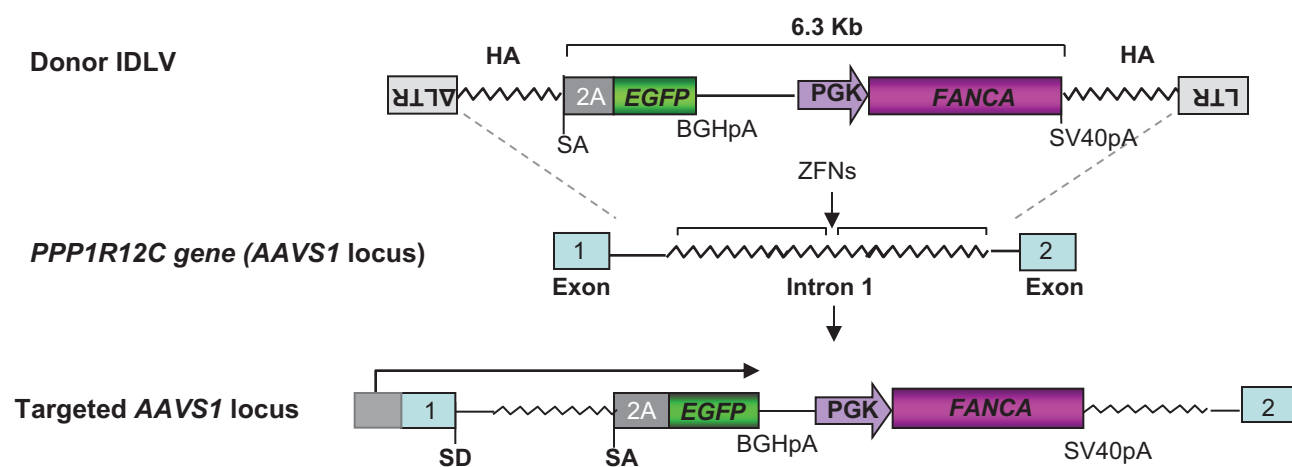 6.3 Kb
Donor IDLV
HA
HA
ΔLTR
2A
EGFP
PGK
FANCA
LTR
SA
BGHpA
SV40pA
ZFNs
PPP1R12C gene (AAVS1 locus)
1
2
Exon
Intron 1
Exon
Targeted AAVS1 locus
1
2A
EGFP
PGK
FANCA
2
SD
SA
BGHpA
SV40pA